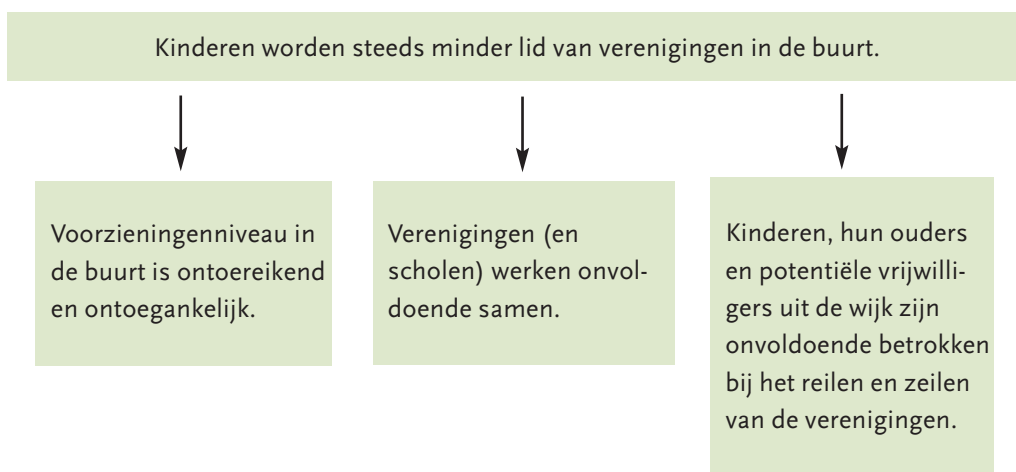 Kinderen worden steeds minder lid van verenigingen in de buurt.
Voorzieningenniveau in
de buurt is ontoereikend
en ontoegankelijk.
Verenigingen (en
scholen) werken onvol-
doende samen.
Kinderen, hun ouders
en potentiële vrijwilli-
gers uit de wijk zijn
onvoldoende betrokken
bij het reilen en zeilen
van de verenigingen.